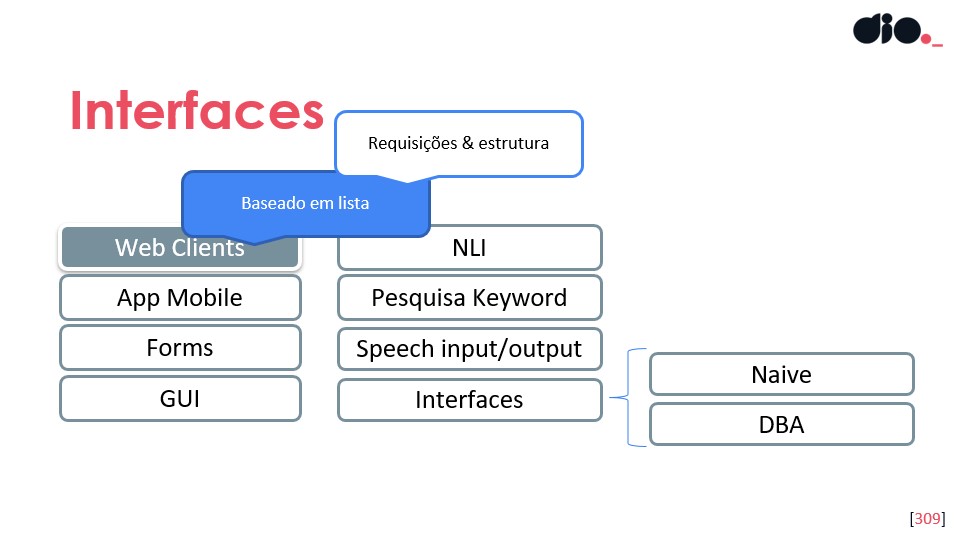 dio._
Interfaces
Requisições & estrutura
Baseado em lista
Web Clients
App Mobile
Forms
GUI
NLI
Pesquisa Keyword
Speech input/output
Interfaces
Naive
DBA
[309]